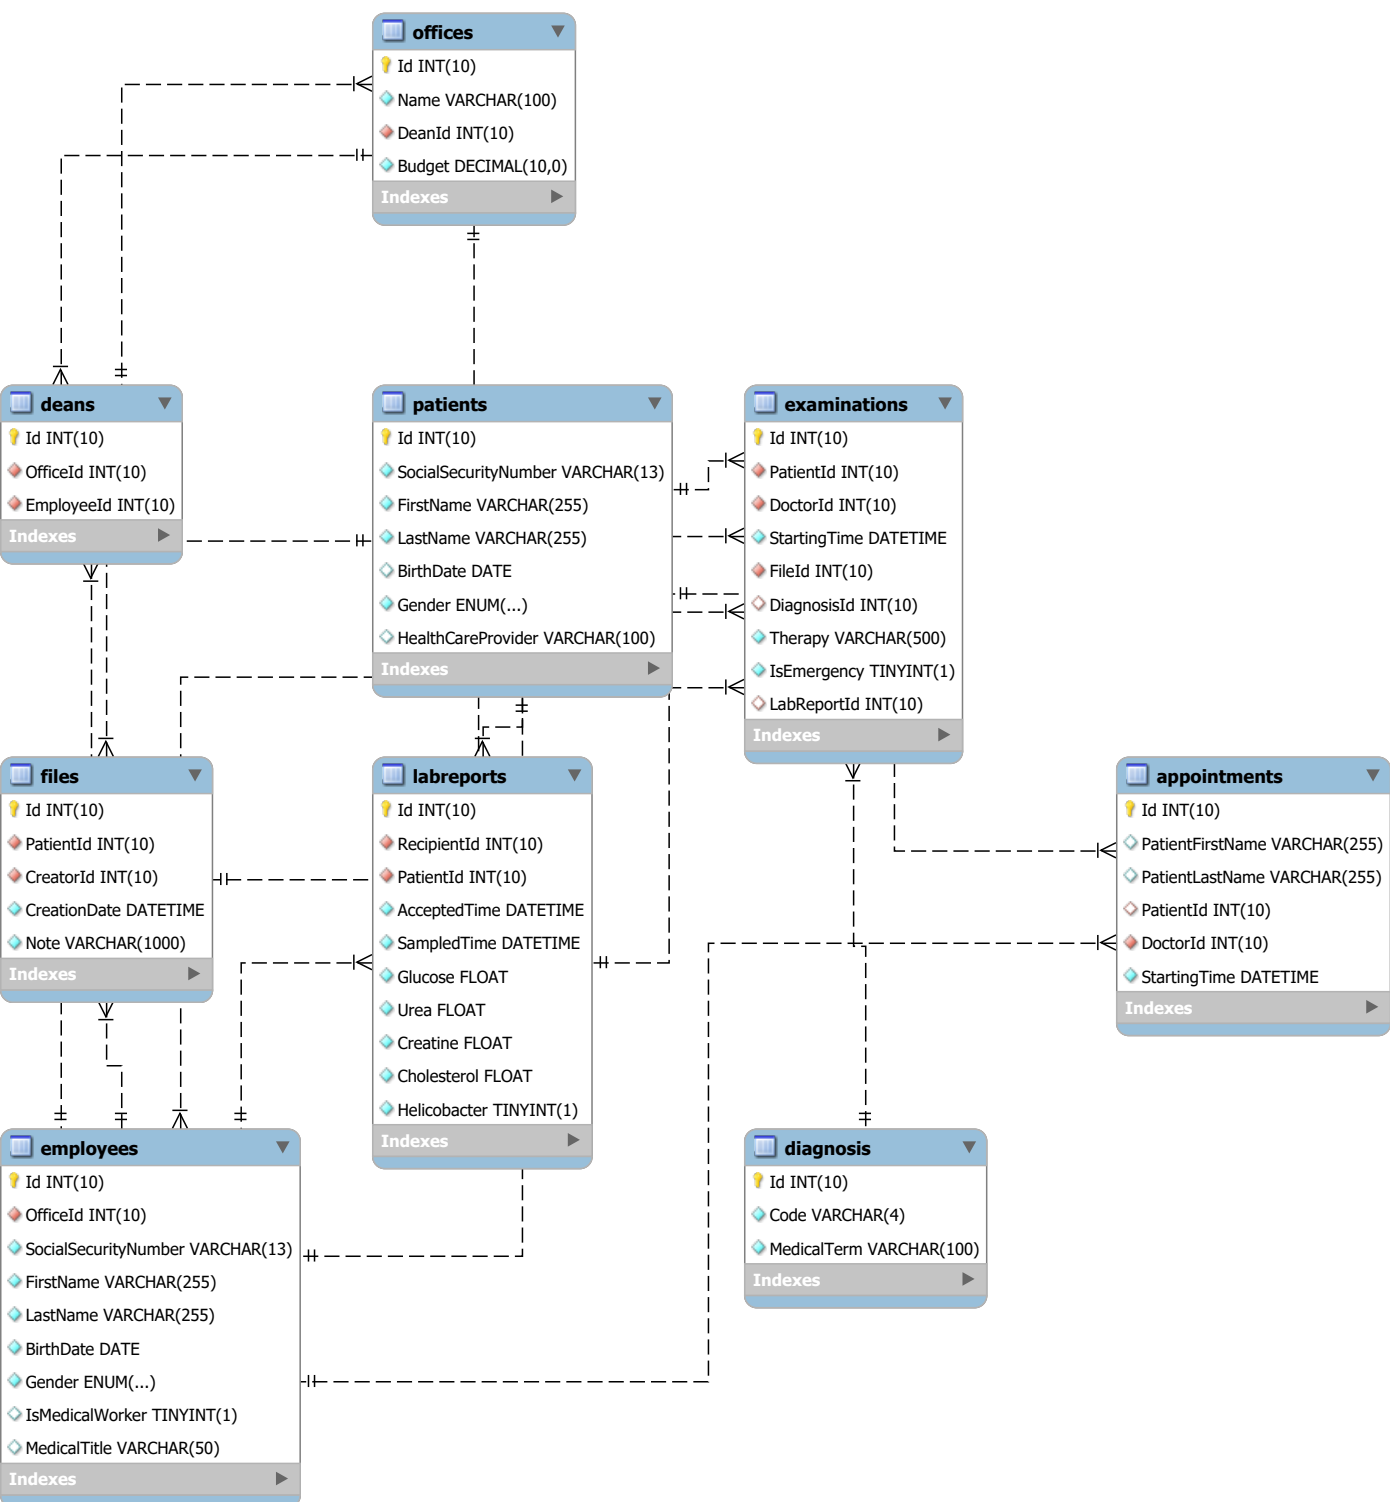 offices
Id INT(10)
Name VARCHAR(100)
DeanId INT(10)
Budget DECIMAL(10,0)
Indexes
deans
Id INT(10)
OfficeId INT(10)
EmployeeId INT(10)
Indexes
patients
Id INT(10)
SocialSecurityNumber VARCHAR(13)
FirstName VARCHAR(255)
LastName VARCHAR(255)
BirthDate DATE
Gender ENUM(...)
HealthCareProvider VARCHAR(100)
Indexes
examinations
Id INT(10)
PatientId INT(10)
DoctorId INT(10)
StartingTime DATETIME
FileId INT(10)
DiagnosisId INT(10)
Therapy VARCHAR(500)
IsEmergency TINYINT(1)
LabReportId INT(10)
Indexes
files
Id INT(10)
PatientId INT(10)
CreatorId INT(10)
CreationDate DATETIME
Note VARCHAR(1000)
Indexes
labreports
Id INT(10)
RecipientId INT(10)
PatientId INT(10)
AcceptedTime DATETIME
SampledTime DATETIME
Glucose FLOAT
Urea FLOAT
Creatine FLOAT
Cholesterol FLOAT
Helicobacter TINYINT(1)
Indexes
appointments
Id INT(10)
PatientFirstName VARCHAR(255)
PatientLastName VARCHAR(255)
PatientId INT(10)
DoctorId INT(10)
StartingTime DATETIME
Indexes
employees
Id INT(10)
OfficeId INT(10)
SocialSecurityNumber VARCHAR(13)
FirstName VARCHAR(255)
LastName VARCHAR(255)
BirthDate DATE
Gender ENUM(...)
IsMedicalWorker TINYINT(1)
MedicalTitle VARCHAR(50)
Indexes
diagnosis
Id INT(10)
Code VARCHAR(4)
MedicalTerm VARCHAR(100)
Indexes